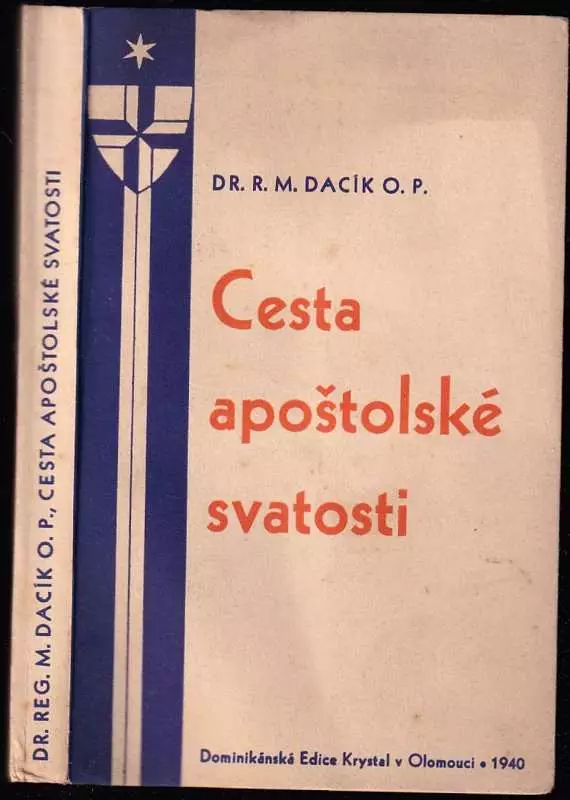 DR. REG. M. DACÍK O. P., CESTA APOŠTOLSKÉ SVATOSTI
DR. R. M. DACÍK O. P.
Cesta
apoštolské
svatosti
Dominikánská Edice Krystal v Olomouci • 1940